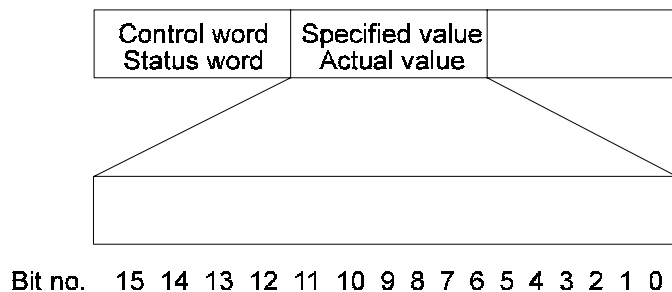 Control word
Status word
Specified value
Actual value
Bit no. 15 14 13 12 11 10 9 8 7 6 5 4 3 2 1 0